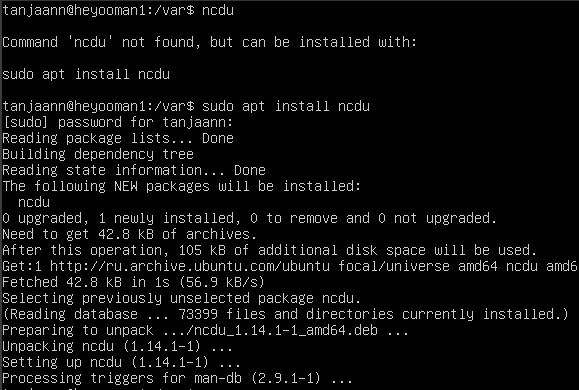 tanjaann@heyooman1:/var$ ncdu
Command 'ncdu' not found, but can be installed with:
sudo apt install ncdu
tanjaann@heyooman1:/var$ sudo apt install ncdu
[sudo] password for tanjaann:
Reading package lists... Done
Building dependency tree
Reading state information... Done
The following NEW packages will be installed:
  ncdu
0 upgraded, 1 newly installed, 0 to remove and 0 not upgraded.
Need to get 42.8 kB of archives.
After this operation, 105 kB of additional disk space will be used.
Get:1 http://ru.archive.ubuntu.com/ubuntu focal/universe amd64 ncdu amd6
Fetched 42.8 kB in 1s (56.9 kB/s)
Selecting previously unselected package ncdu.
(Reading database ... 73399 files and directories currently installed.)
Preparing to unpack .../ncdu_1.14.1-1_amd64.deb ...
Unpacking ncdu (1.14.1-1) ...
Setting up ncdu (1.14.1-1) ...
Processing triggers for man-db (2.9.1-1) ...